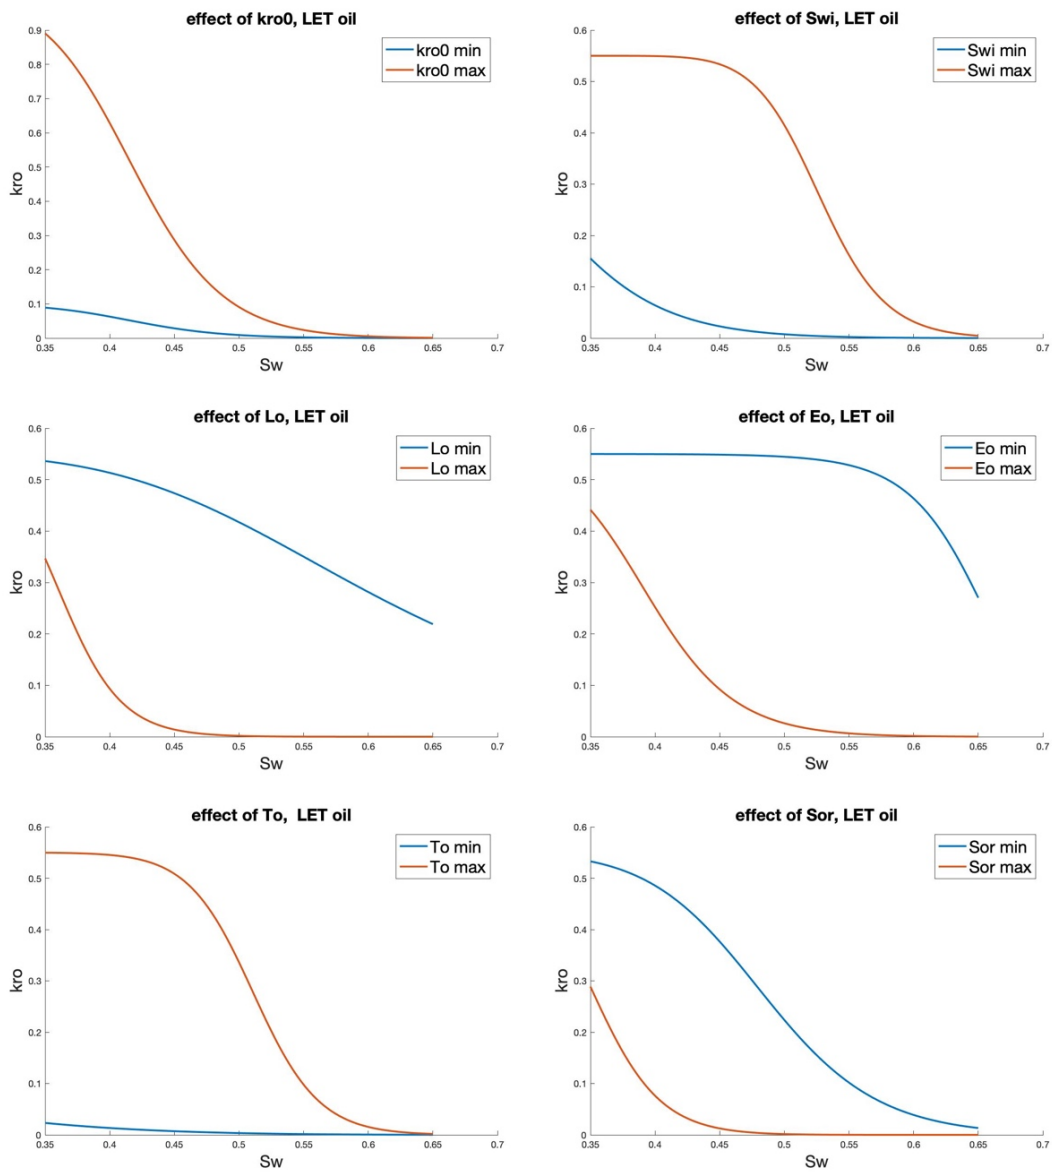 effect of kro0, LET oil
kro0 min
kro0 max
0.9
0.8
0.7
0.6
0.5
0.4
0.3
0.2
0.1
0
kro
0.35 0.4 0.45 0.5 0.55 0.6 0.65 0.7
Sw
effect of Swi, LET oil
Swi min
Swi max
0.6
0.5
0.4
0.3
0.2
0.1
0
kro
0.35 0.4 0.45 0.5 0.55 0.6 0.65 0.7
Sw
effect of Lo, LET oil
Lo min
Lo max
0.6
0.5
0.4
0.3
0.2
0.1
0
kro
0.35 0.4 0.45 0.5 0.55 0.6 0.65 0.7
Sw
effect of Eo, LET oil
Eo min
Eo max
0.6
0.5
0.4
0.3
0.2
0.1
0
kro
0.35 0.4 0.45 0.5 0.55 0.6 0.65 0.7
Sw
effect of To, LET oil
To min
To max
0.6
0.5
0.4
0.3
0.2
0.1
0
kro
0.35 0.4 0.45 0.5 0.55 0.6 0.65 0.7
Sw
effect of Sor, LET oil
Sor min
Sor max
0.6
0.5
0.4
0.3
0.2
0.1
0
kro
0.35 0.4 0.45 0.5 0.55 0.6 0.65 0.7
Sw